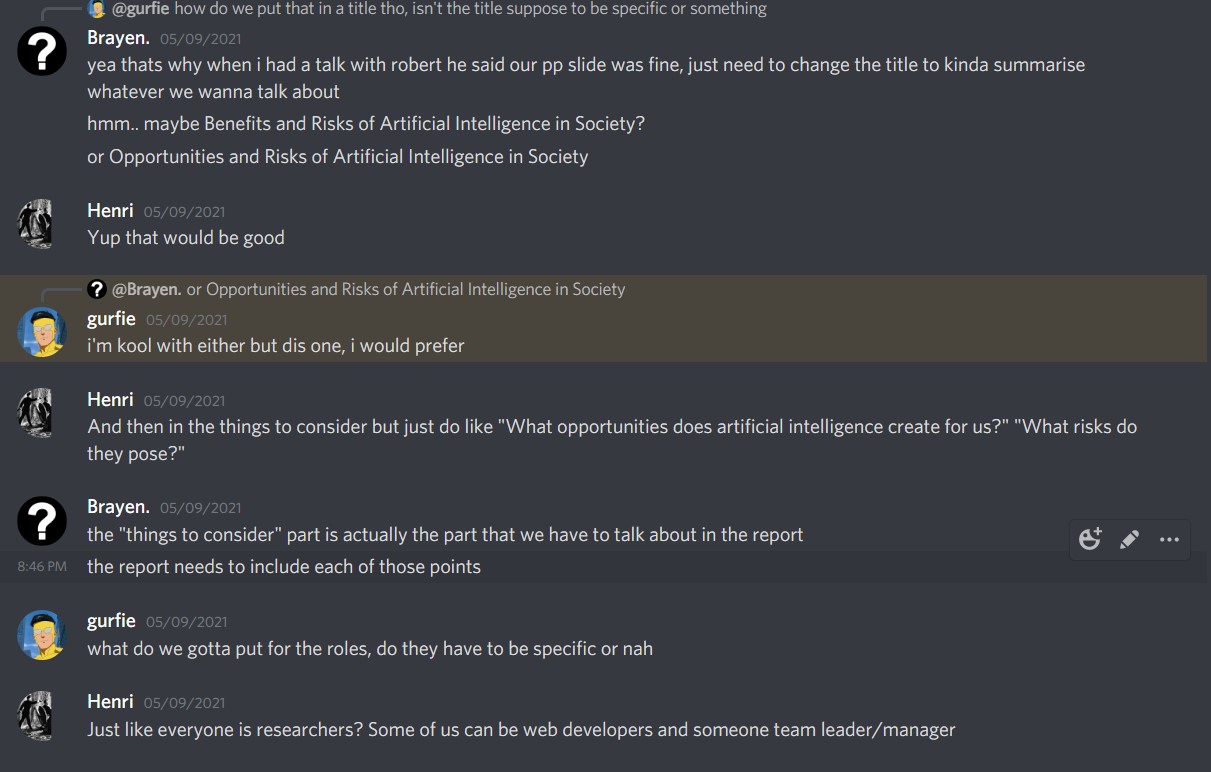 @gurfie how do we put that in a title tho, isn't the title suppose to be specific or something
Brayen. 05/09/2021
yea thats why when i had a talk with robert he said our pp slide was fine, just need to change the title to kinda summarise
whatever we wanna talk about
hmm.. maybe Benefits and Risks of Artificial Intelligence in Society?
or Opportunities and Risks of Artificial Intelligence in Society
Henri 05/09/2021
Yup that would be good
@Brayen. or Opportunities and Risks of Artificial Intelligence in Society
gurfie 05/09/2021
i'm kool with either but dis one, i would prefer
Henri 05/09/2021
And then in the things to consider but just do like "What opportunities does artificial intelligence create for us?" "What risks do
they pose?"
Brayen. 05/09/2021
the "things to consider" part is actually the part that we have to talk about in the report
8:46 PM the report needs to include each of those points
gurfie 05/09/2021
what do we gotta put for the roles, do they have to be specific or nah
Henri 05/09/2021
Just like everyone is researchers? Some of us can be web developers and someone team leader/manager